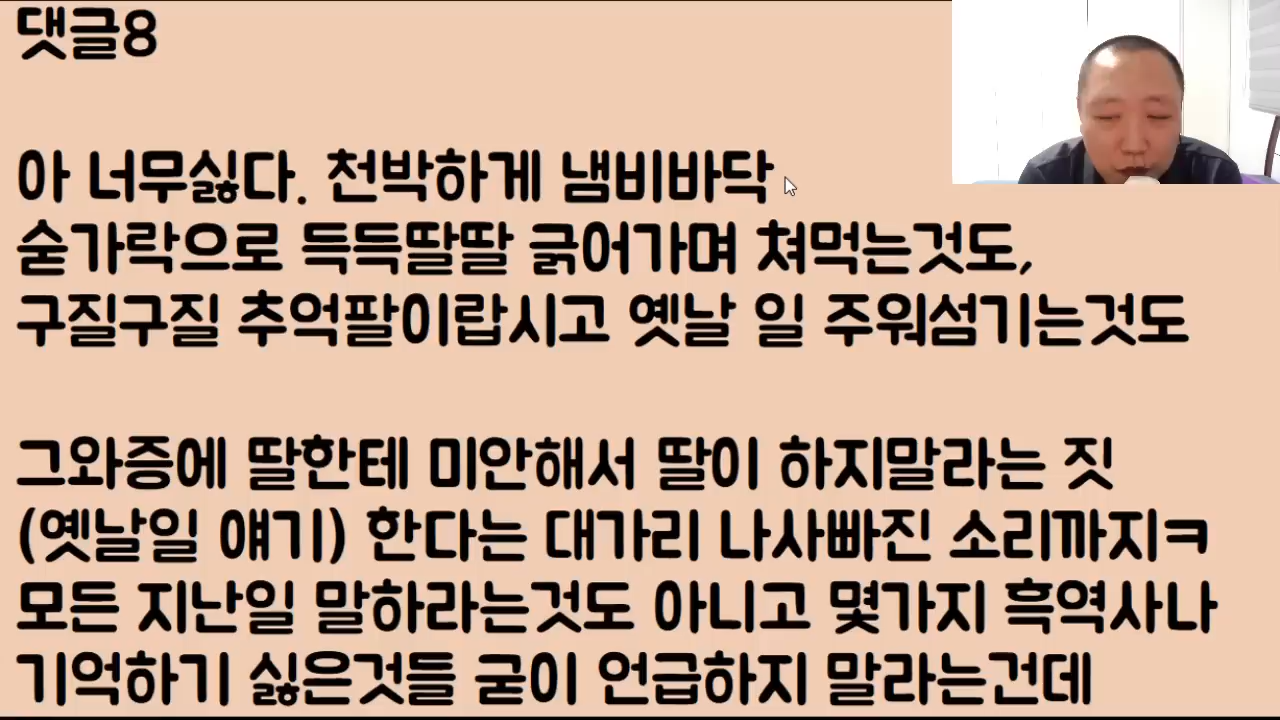 댓글8
아 너무싫다. 천박하게 냄비바닥
숟가락으로 득득딸딸 긁어가며 쳐먹는것도,
구질구질 추억팔이랍시고 옛날 일 주워섬기는것도
그와중에 딸한테 미안해서 딸이 하지말라는 짓
(옛날일 얘기) 한다는 대가리 나사빠진 소리까지ㅋ
모든 지난일 말하라는것도 아니고 몇가지 흑역사나
기억하기 싫은것들 굳이 언급하지 말라는건데